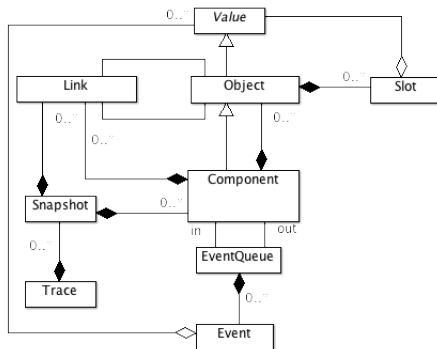 Value
0..*
Link
Object
0..*
Slot
0..*
0..*
0..*
Component
Snapshot
0..*
in
out
0..*
EventQueue
Trace
0..*
Event